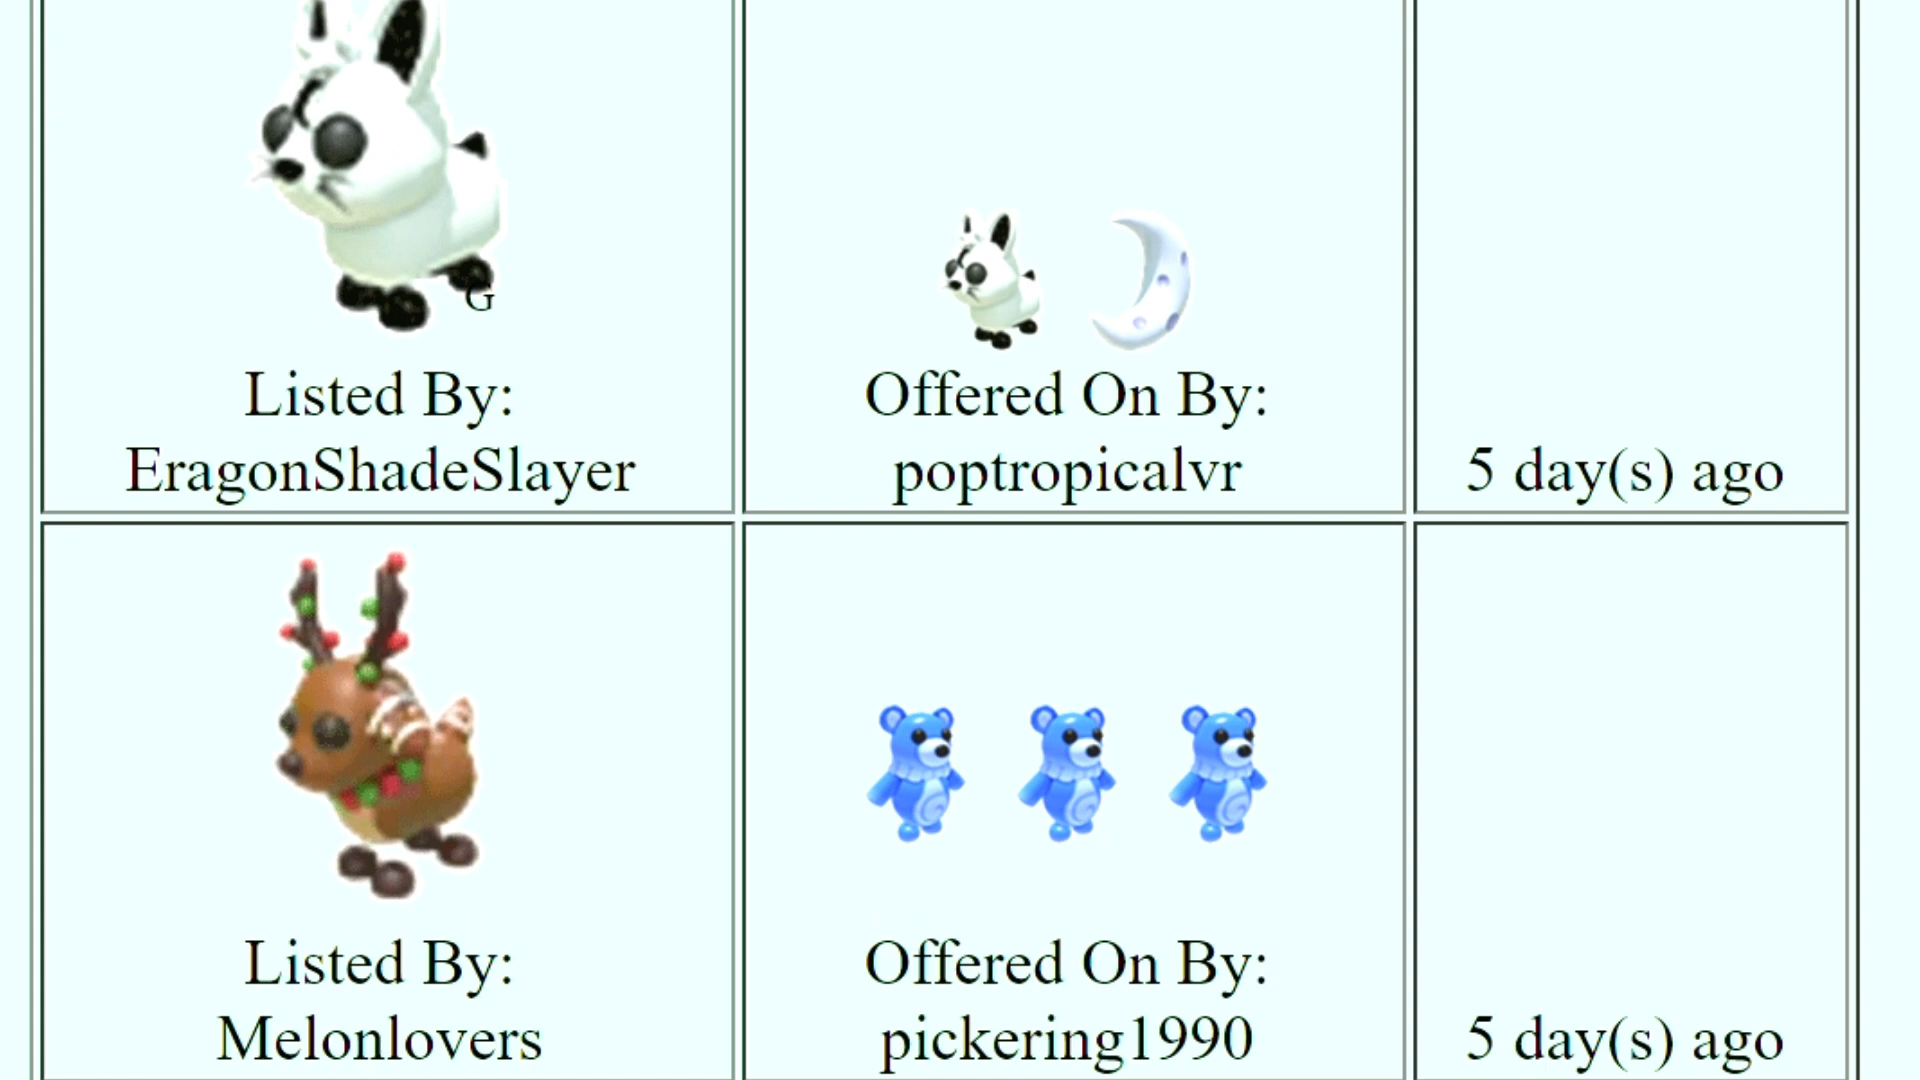 G
Listed By:
EragonShadeSlayer
Offered On By:
poptropicalvr
5 day(s) ago
Listed By:
Melonlovers
Offered On By:
pickering1990
5 day(s) ago